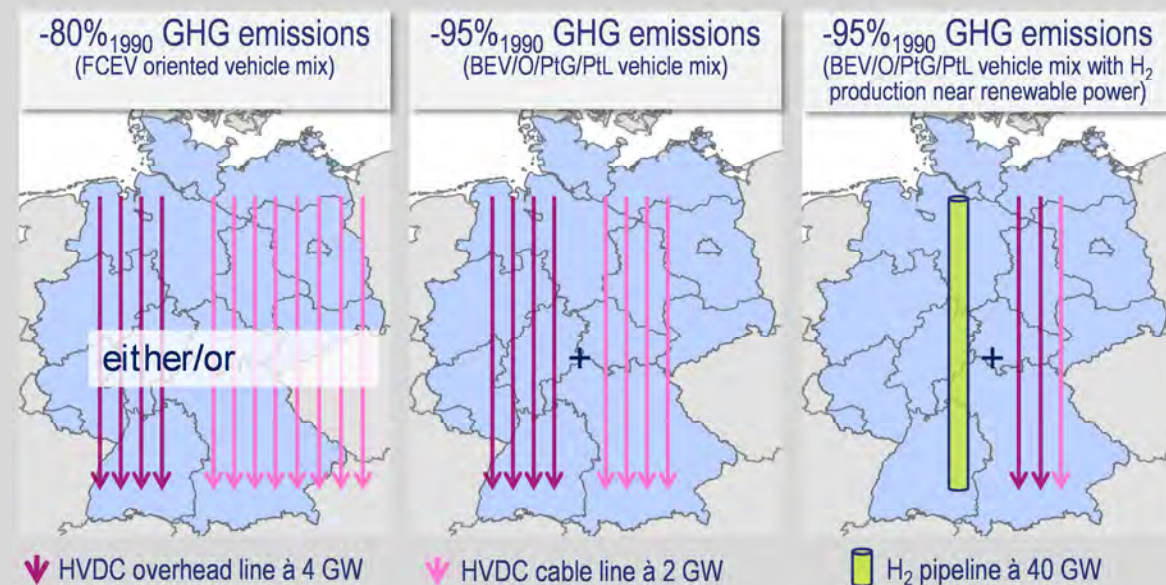 -80%1990 GHG emissions
(FCEV oriented vehicle mix)
-95%1990 GHG emissions
(BEV/O/PtG/PtL vehicle mix)
-95%1990 GHG emissions
(BEV/O/PtG/PtL vehicle mix with H2
production near renewable power)
either/or
+
+
HVDC overhead line à 4 GW
HVDC cable line à 2 GW
H2 pipeline à 40 GW